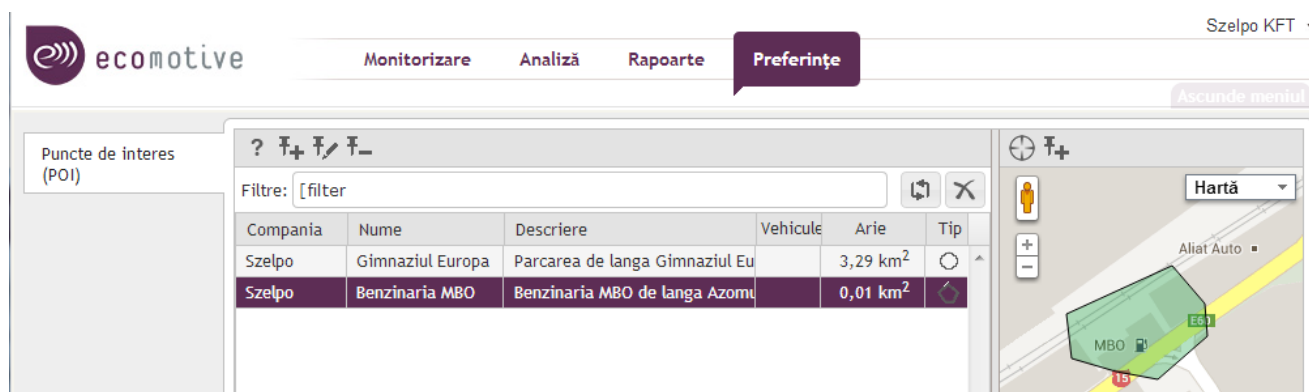 Szelpo KFT
ecomotive
Monitorizare Analiză Rapoarte Preferințe
Ascunde meniul
Puncte de interes
(POI)
?
Filtre: [filter
Hartă
Compania Nume Descriere Vehicule Arie Tip
Szelpo Gimnaziul Europa Parcarea de langa Gimnaziul Eu 3,29 km²
Szelpo Benzinaria MBO Benzinaria MBO de langa Azomu 0,01 km²
Aliat Auto
E60
MBO
15